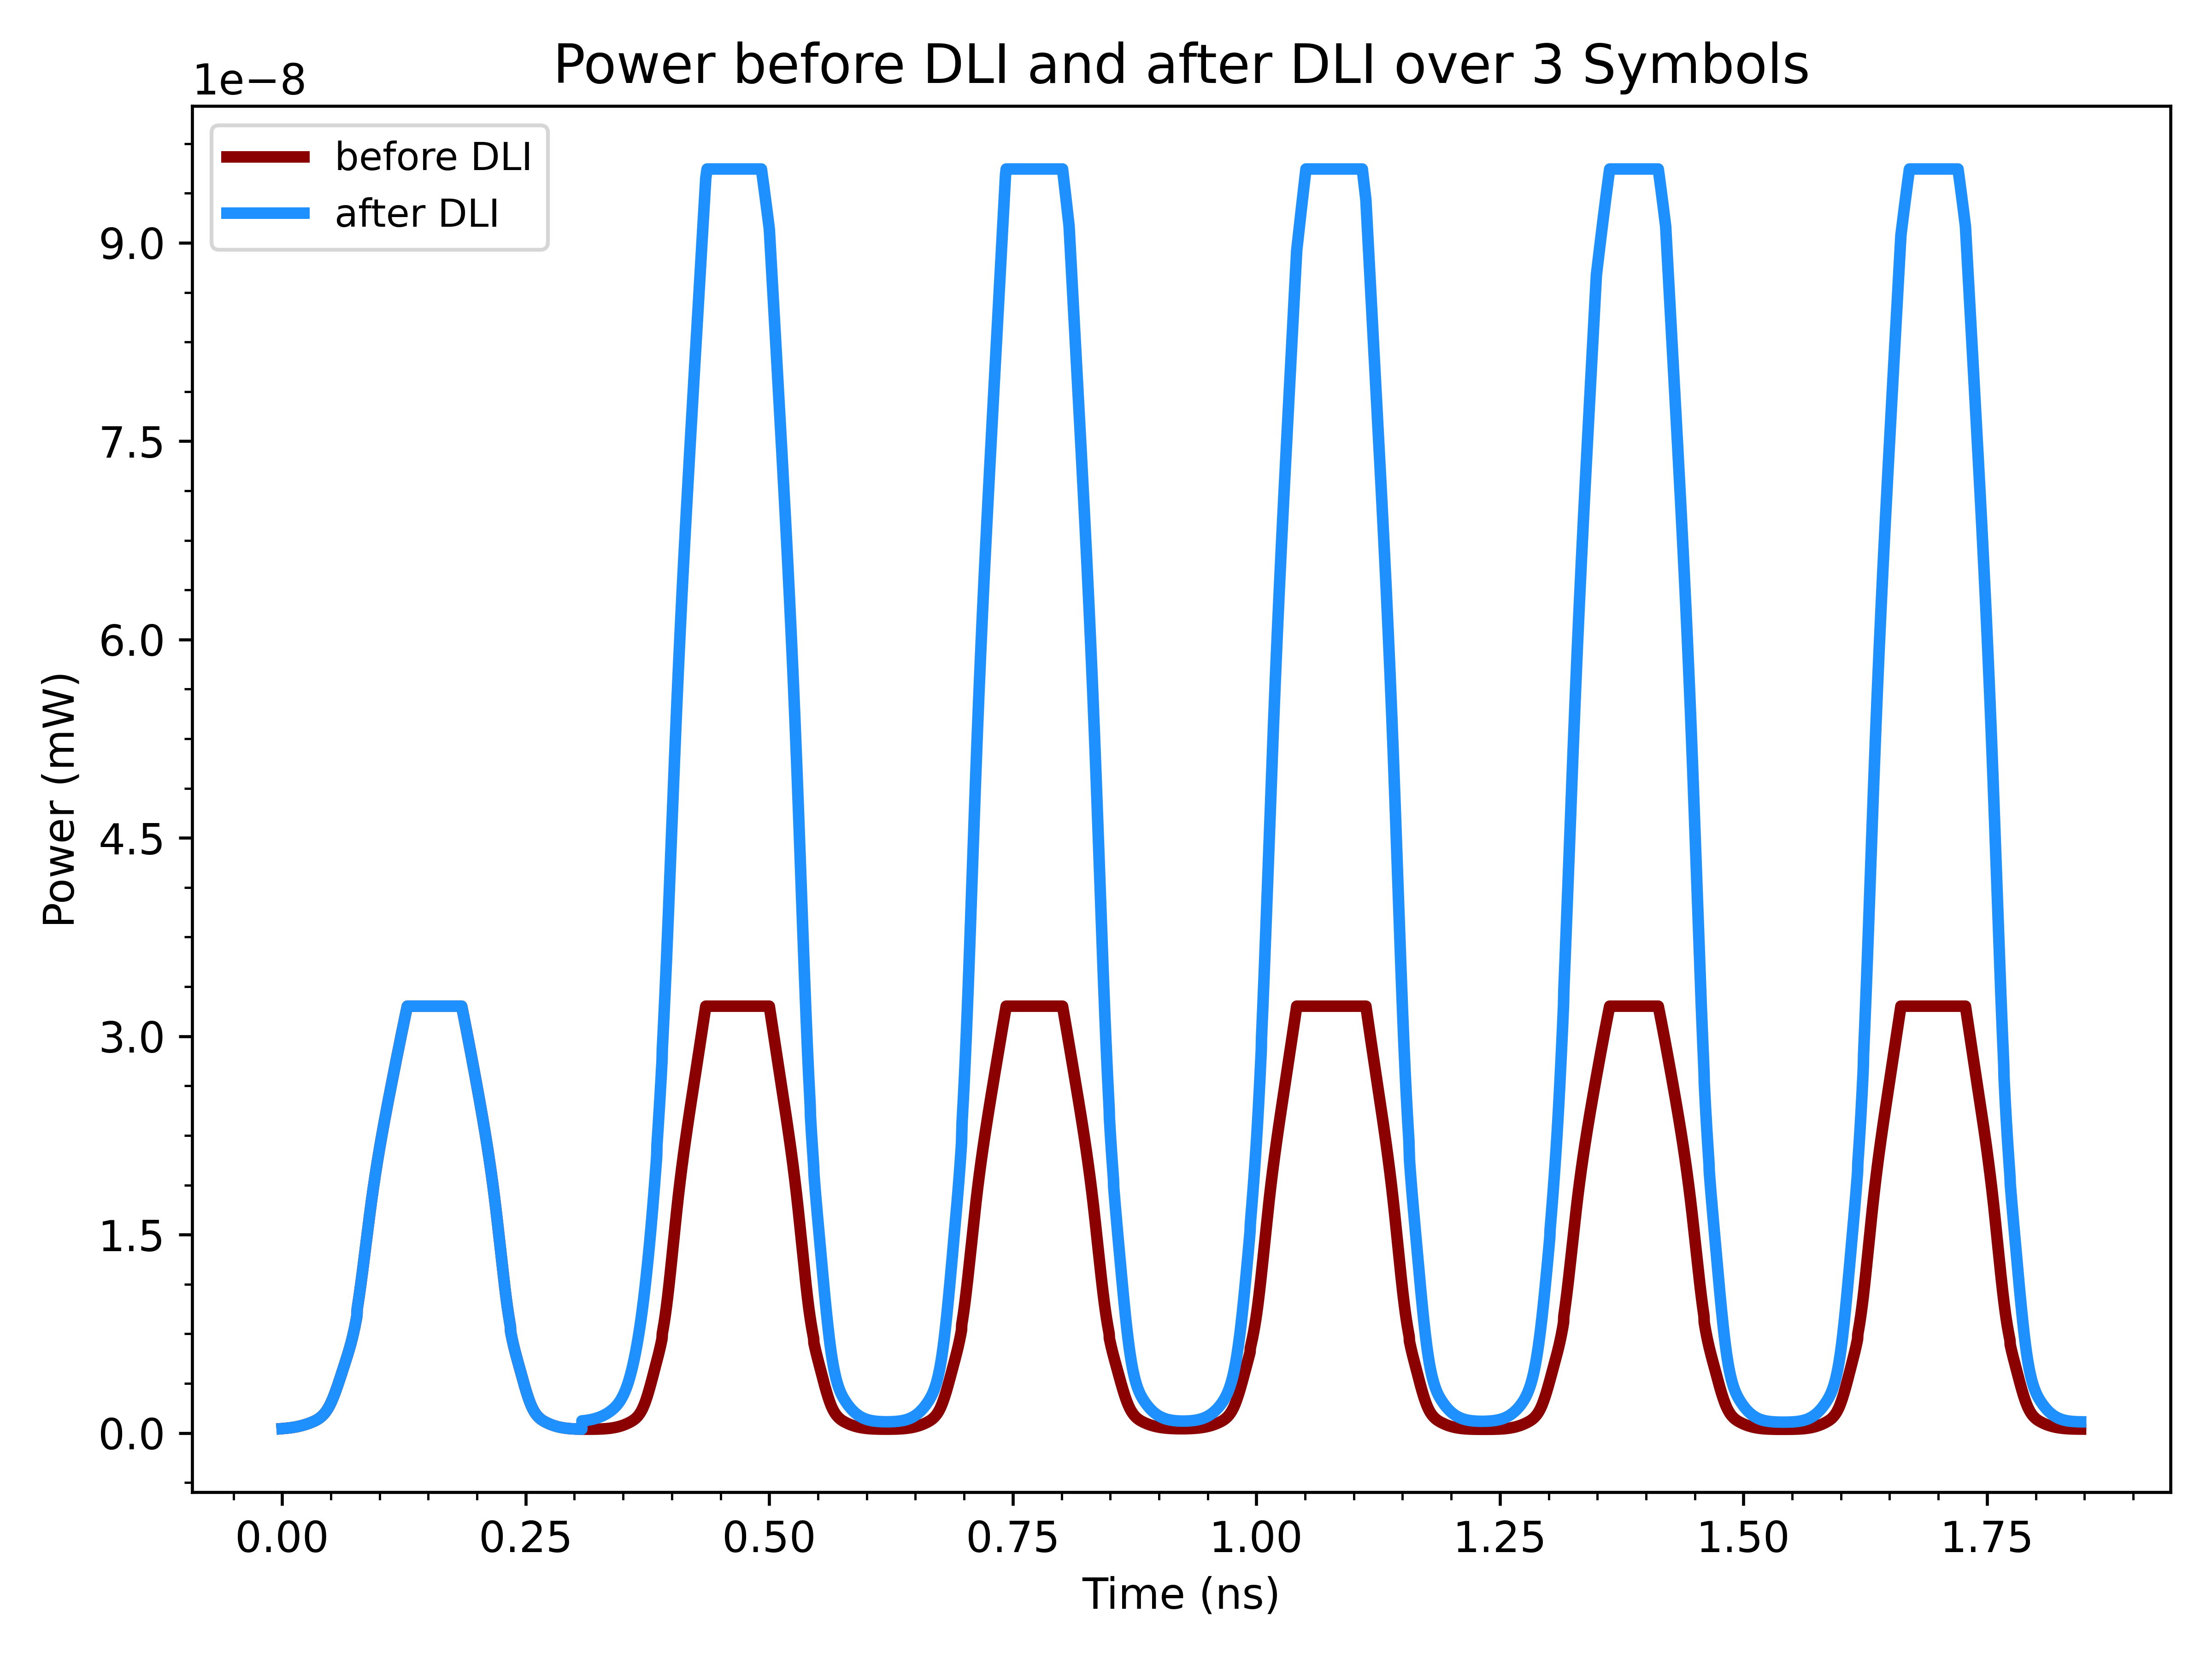 Power before DLI and after DLI over 3 Symbols
1e−8
before DLI
after DLI
9.0
7.5
6.0
4.5
3.0
1.5
0.0
Power (mW)
0.00 0.25 0.50 0.75 1.00 1.25 1.50 1.75
Time (ns)